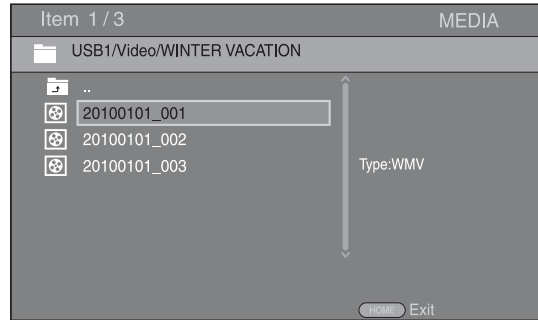 Item 1/3
MEDIA
USB1/Video/WINTER VACATION
..
20100101_001
20100101_002
20100101_003
Type:WMV
HOME Exit